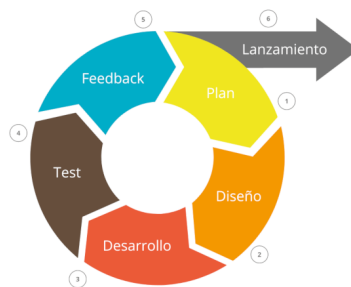 5
6
Lanzamiento
Feedback
Plan
1
4
Test
Diseño
Desarrollo
2
3